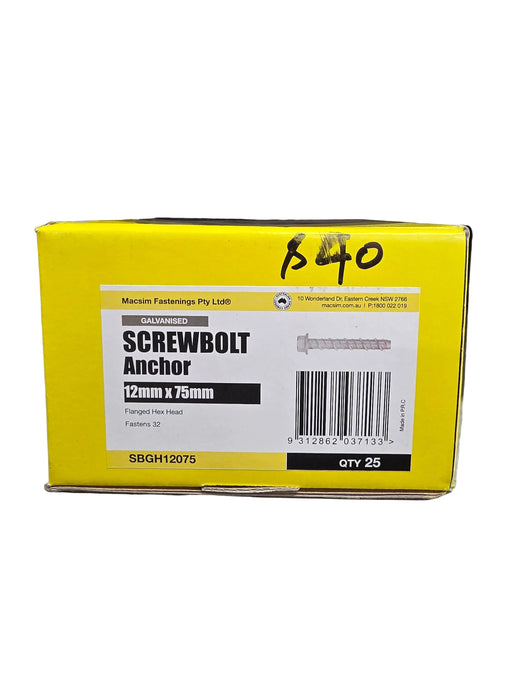 $40
Macsim Fastenings Pty Ltd®
10 Wonderland Dr, Eastern Creek NSW 2766
macsim.com.au | P:1800 022 019
GALVANISED
SCREWBOLT
Anchor
12mm x 75mm
Flanged Hex Head
Fastens 32
Made in P.R.C
9 312862 037133 >
SBGH12075
QTY 25